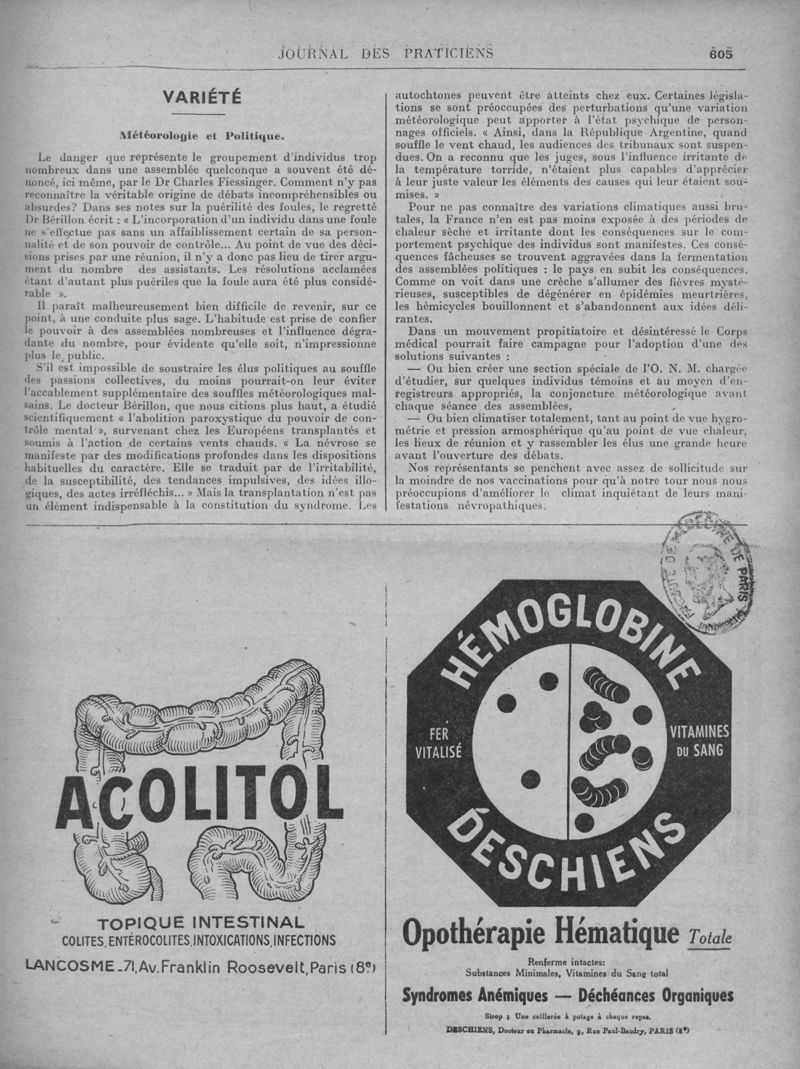 JOURNAL DES PRATICIENS 605
VARIÉTÉ
Météorologie et Politique.
Le danger que représente le groupement d'individus trop
nombreux dans une assemblée quelconque a souvent été dé-
noncé, ici même, par le Dr Charles Fiessinger. Comment n'y pas
reconnaître la véritable origine de débats incompréhensibles ou
absurdes? Dans ses notes sur la puérilité des foules, le regretté
Dr Bérillon écrit : « L'incorporation d'un individu dans une foule
ne s'effectue pas sans un affaiblissement certain de sa person-
nalité et de son pouvoir de contrôle... Au point de vue des déci-
sions prises par une réunion, il n'y a donc pas lieu de tirer argu-
ment du nombre des assistants. Les résolutions acclamées
étant d'autant plus puériles que la foule aura été plus considé-
rable ».
Il paraît malheureusement bien difficile de revenir, sur ce
point, à une conduite plus sage. L'habitude est prise de confier
le pouvoir à des assemblées nombreuses et l'influence dégra-
dante du nombre, pour évidente qu'elle soit, n'impressionne
plus le public.
S'il est impossible de soustraire les élus politiques au souffle
des passions collectives, du moins pourrait-on leur éviter
l'accablement supplémentaire des souffles météorologiques mal-
sains. Le docteur Bérillon, que nous citions plus haut, a étudié
scientifiquement « l'abolition paroxystique du pouvoir de con-
trôle mental », survenant chez les Européens transplantés et
soumis à l'action de certains vents chauds. « La névrose se
manifeste par des modifications profondes dans les dispositions
habituelles du caractère. Elle se traduit par de l'irritabilité,
de la susceptibilité, des tendances impulsives, des idées illo-
giques, des actes irréfléchis... » Mais la transplantation n'est pas
un élément indispensable à la constitution du syndrome. Les
autochtones peuvent être atteints chez eux. Certaines législa-
tions se sont préoccupées des perturbations qu'une variation
météorologique peut apporter à l'état psychique de person-
nages officiels. « Ainsi, dans la République Argentine, quand
souffle le vent chaud, les audiences des tribunaux sont suspen-
dues. On a reconnu que les juges, sous l'influence irritante de
la température torride, n'étaient plus capables d'apprécier
à leur juste valeur les éléments des causes qui leur étaient sou-
mises. »
Pour ne pas connaître des variations climatiques aussi bru-
tales, la France n'en est pas moins exposée à des périodes de
chaleur sèche et irritante dont les conséquences sur le com-
portement psychique des individus sont manifestes. Ces consé-
quences fâcheuses se trouvent aggravées dans la fermentation
des assemblées politiques : le pays en subit les conséquences.
Comme on voit dans une crèche s'allumer des fièvres mysté-
rieuses, susceptibles de dégénérer en épidémies meurtrières,
les hémicycles bouillonnent et s'abandonnent aux idées déli-
rantes.
Dans un mouvement propitiatoire et désintéressé le Corps
médical pourrait faire campagne pour l'adoption d'une des
solutions suivantes :
— Ou bien créer une section spéciale de l'O. N. M. chargée
d'étudier, sur quelques individus témoins et au moyen d'en-
registreurs appropriés, la conjoncture météorologique avant
chaque séance des assemblées,
— Ou bien climatiser totalement, tant au point de vue hygro-
métrie et pression armosphérique qu'au point de vue chaleur,
les lieux de réunion et y rassembler les élus une grande heure
avant l'ouverture des débats.
Nos représentants se penchent avec assez de sollicitude sur
la moindre de nos vaccinations pour qu'à notre tour nous nous
préoccupions d'améliorer le climat inquiétant de leurs mani-
festations névropathiques.
FACULTÉ DE MÉDECINE DE PARIS
ACOLITOL
TOPIQUE INTESTINAL
COLITES, ENTÉROCOLITES, INTOXICATIONS, INFECTIONS
LANCOSME_71, Av. Franklin Roosevelt, Paris (8e)
HÉMOGLOBINE
FER
VITALISÉ
VITAMINES
DU SANG
DESCHIENS
Opothérapie Hématique Totale
Renferme intactes:
Substances Minimales, Vitamines du Sang total
Syndromes Anémiques — Déchéances Organiques
Sirop : Une cuillerée à potage à chaque repas.
DESCHIENS, Docteur en Pharmacie, 9, Rue Paul-Baudry, PARIS (8e)